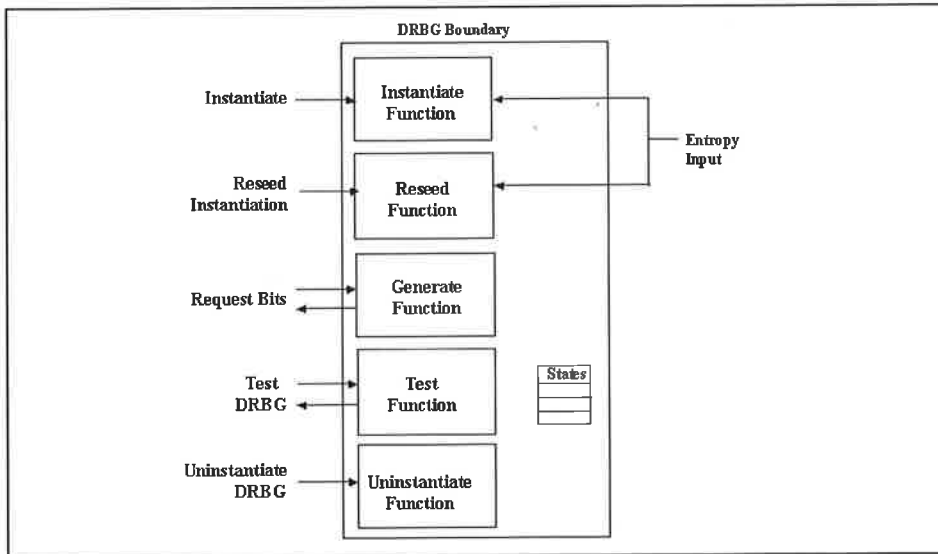 DRBG Boundary
Instantiate
Instantiate
Function
Entropy
Input
Reseed
Instantiation
Reseed
Function
Request Bits
Generate
Function
Test
DRBG
Test
Function
States
Uninstantiate
DRBG
Uninstantiate
Function